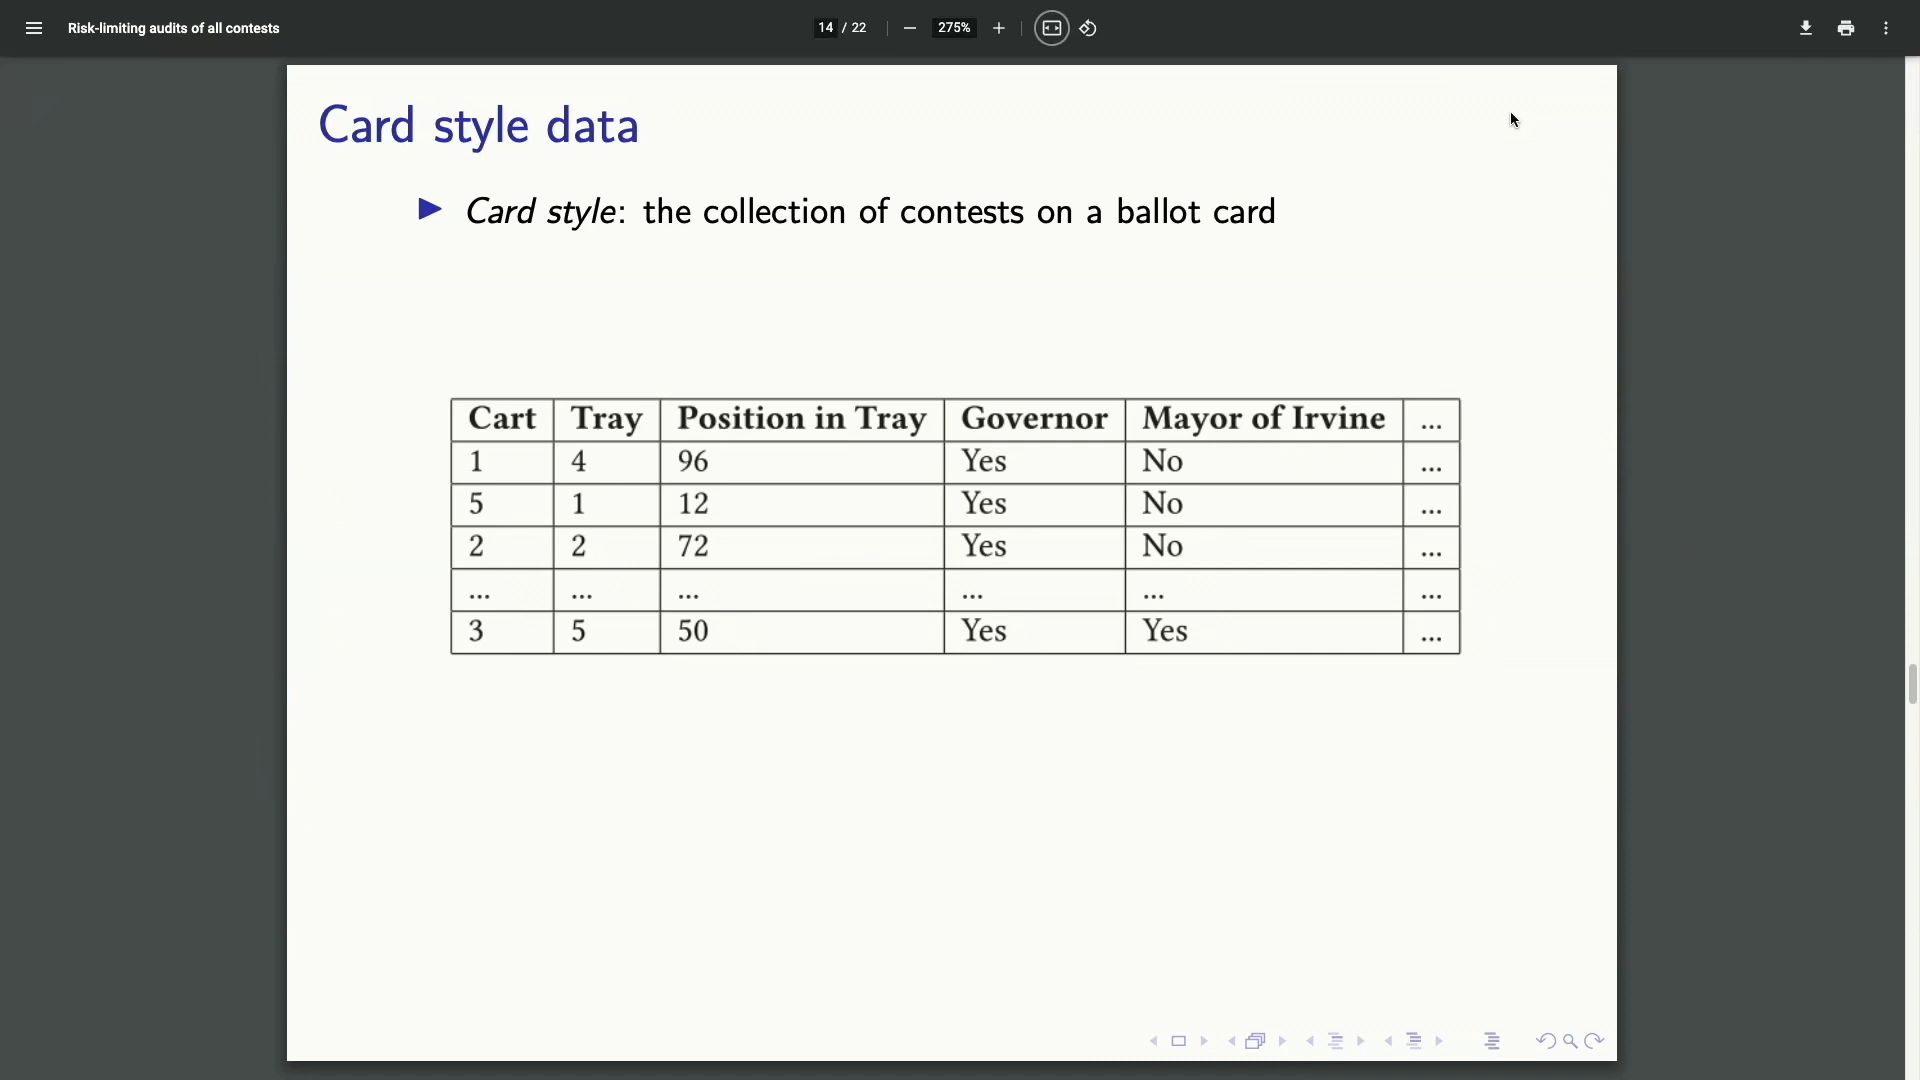 Risk-limiting audits of all contests
14 / 22
275%
Card style data
Card style: the collection of contests on a ballot card
Cart Tray Position in Tray Governor Mayor of Irvine ...
1 4 96 Yes No ...
5 1 12 Yes No ...
2 2 72 Yes No ...
... ... ... ... ... ...
3 5 50 Yes Yes ...